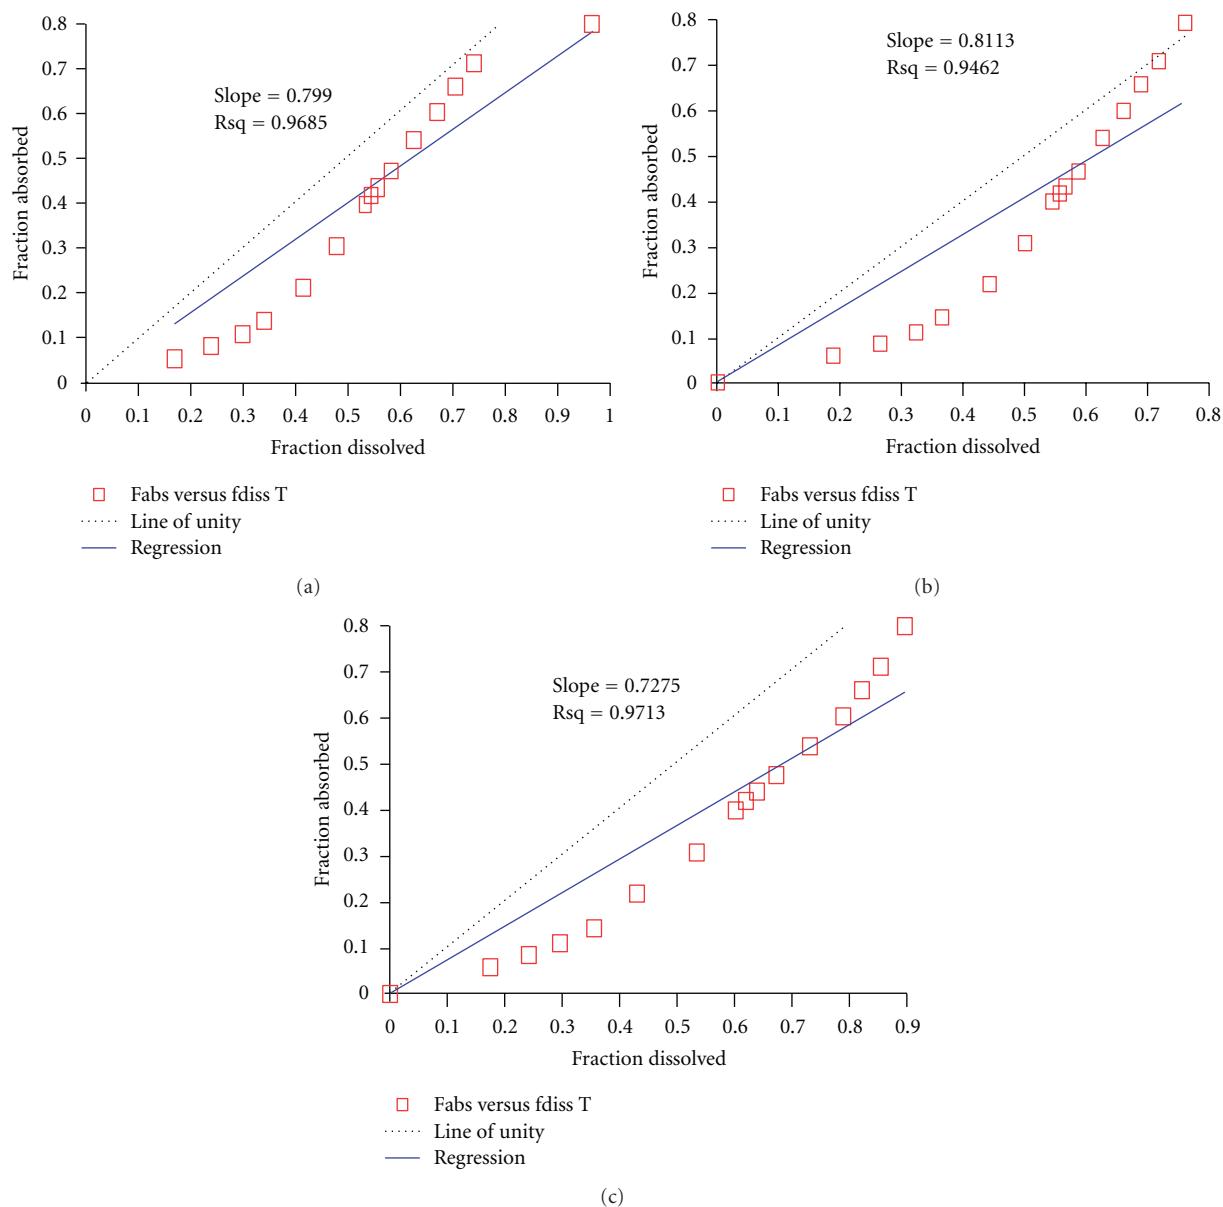 0.8
0.7
0.6
0.5
0.4
0.3
0.2
0.1
0
Fraction absorbed
Slope = 0.799
Rsq = 0.9685
0 0.1 0.2 0.3 0.4 0.5 0.6 0.7 0.8 0.9 1
Fraction dissolved
Fabs versus fdiss T
Line of unity
Regression
(a)
0.8
0.7
0.6
0.5
0.4
0.3
0.2
0.1
0
Fraction absorbed
Slope = 0.8113
Rsq = 0.9462
0 0.1 0.2 0.3 0.4 0.5 0.6 0.7 0.8
Fraction dissolved
Fabs versus fdiss T
Line of unity
Regression
(b)
0.8
0.7
0.6
0.5
0.4
0.3
0.2
0.1
0
Fraction absorbed
Slope = 0.7275
Rsq = 0.9713
0 0.1 0.2 0.3 0.4 0.5 0.6 0.7 0.8 0.9
Fraction dissolved
Fabs versus fdiss T
Line of unity
Regression
(c)